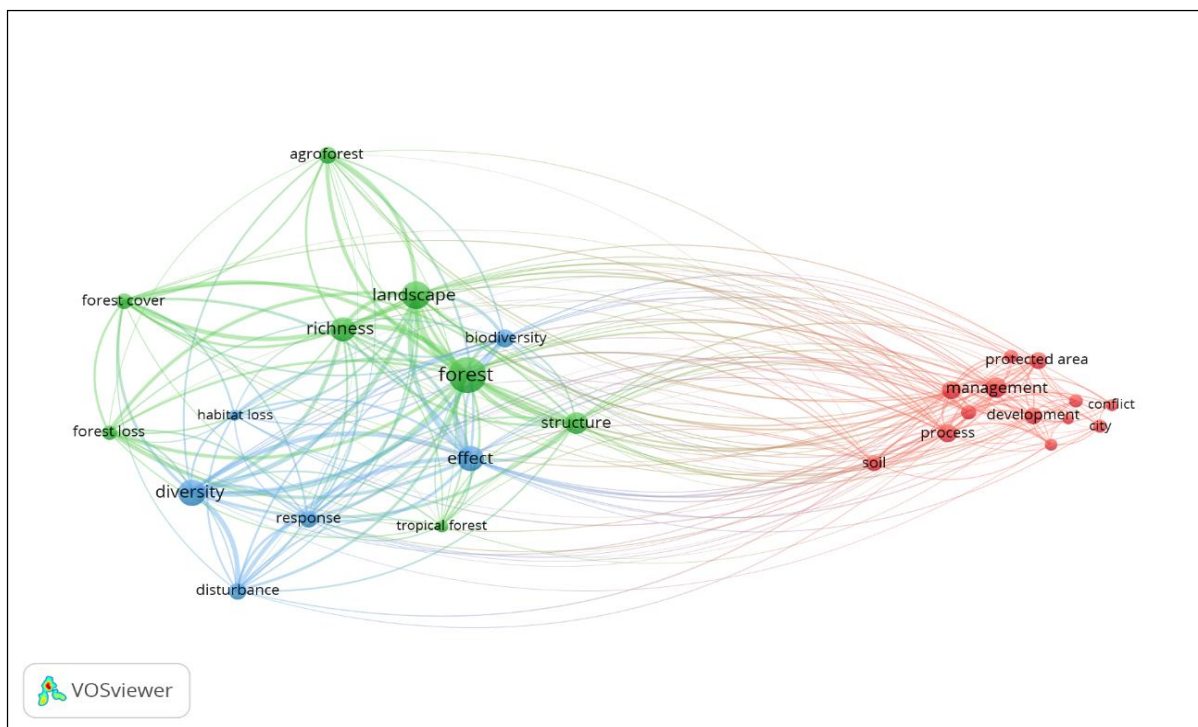 agroforest
landscape
forest cover
richness
biodiversity
protected area
forest
management
conflict
habitat loss
development
structure
city
forest loss
process
effect
soil
diversity
response
tropical forest
disturbance
VOSviewer